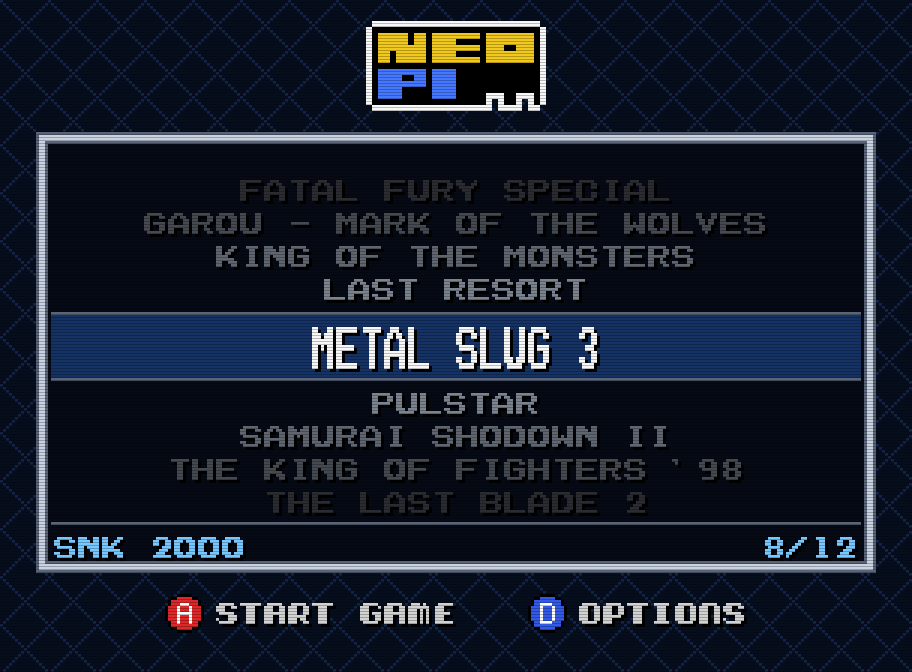 NEO
PI
FATAL FURY SPECIAL
GAROU - MARK OF THE WOLVES
KING OF THE MONSTERS
LAST RESORT
METAL SLUG 3
PULSTAR
SAMURAI SHODOWN II
THE KING OF FIGHTERS '98
THE LAST BLADE 2
SNK 2000 8/12
A START GAME D OPTIONS